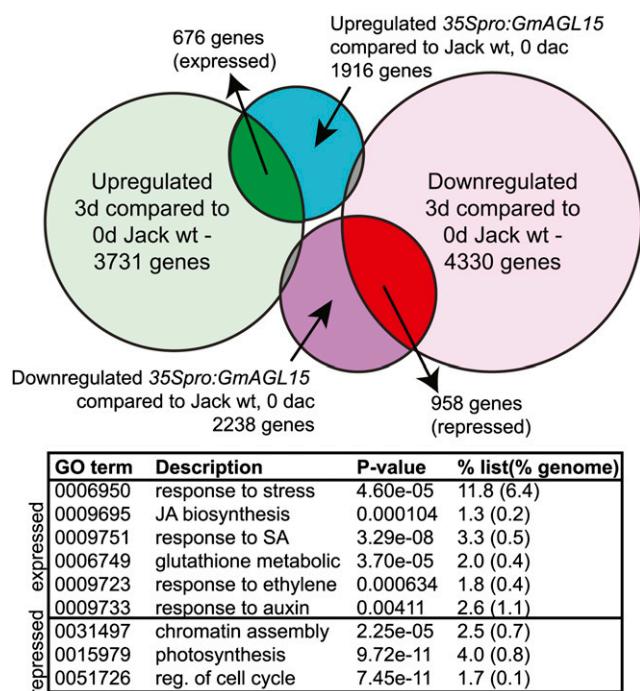 676 genes
(expressed)
Upregulated 35Spro:GmAGL15
compared to Jack wt, 0 dac
1916 genes
Upregulated
3d compared to
0d Jack wt -
3731 genes
Downregulated
3d compared to
0d Jack wt -
4330 genes
Downregulated 35Spro:GmAGL15
compared to Jack wt, 0 dac
2238 genes
958 genes
(repressed)
GO term Description P-value % list(% genome)
expressed
0006950 response to stress 4.60e-05 11.8 (6.4)
0009695 JA biosynthesis 0.000104 1.3 (0.2)
0009751 response to SA 3.29e-08 3.3 (0.5)
0006749 glutathione metabolic 3.70e-05 2.0 (0.4)
0009723 response to ethylene 0.000634 1.8 (0.4)
0009733 response to auxin 0.00411 2.6 (1.1)
repressed
0031497 chromatin assembly 2.25e-05 2.5 (0.7)
0015979 photosynthesis 9.72e-11 4.0 (0.8)
0051726 reg. of cell cycle 7.45e-11 1.7 (0.1)